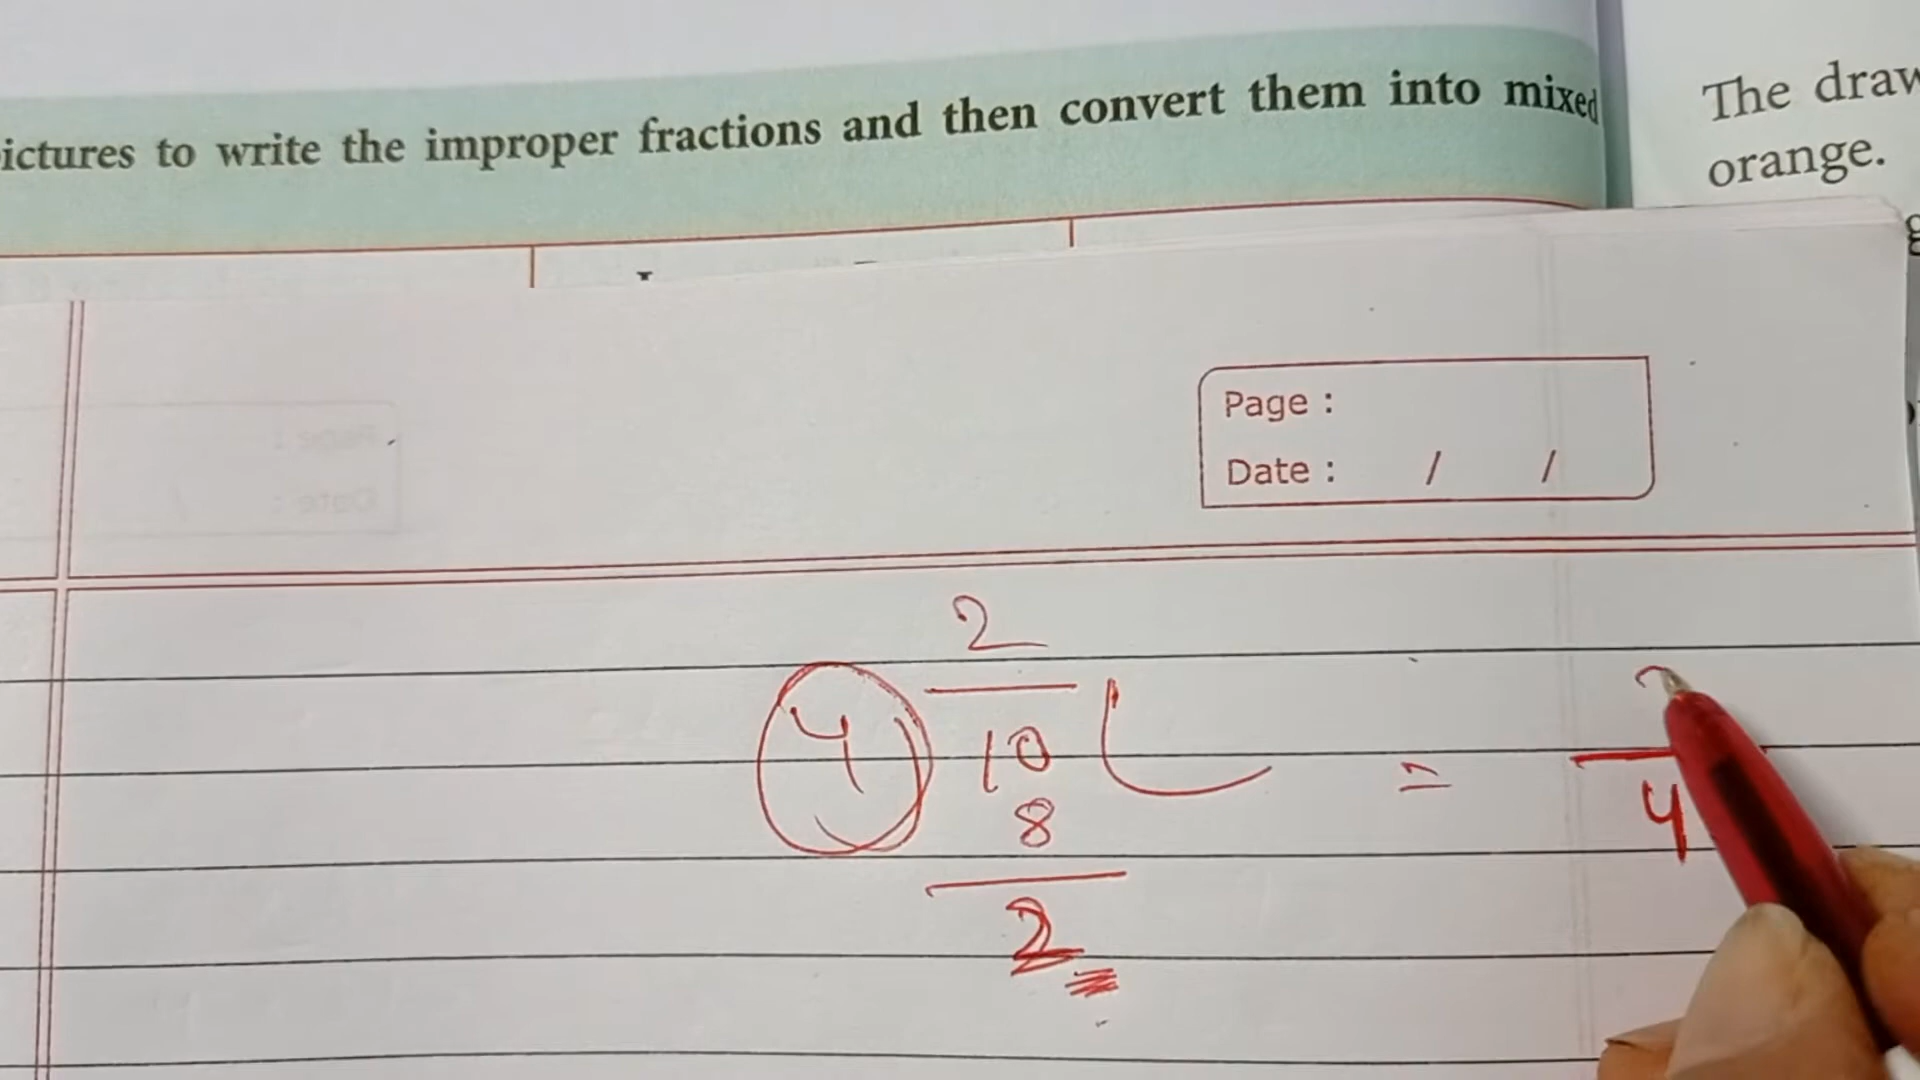 ictures to write the improper fractions and then convert them into mixed
The draw
orange.
Page :
Date : / /
2
4 10
8
2
=
4